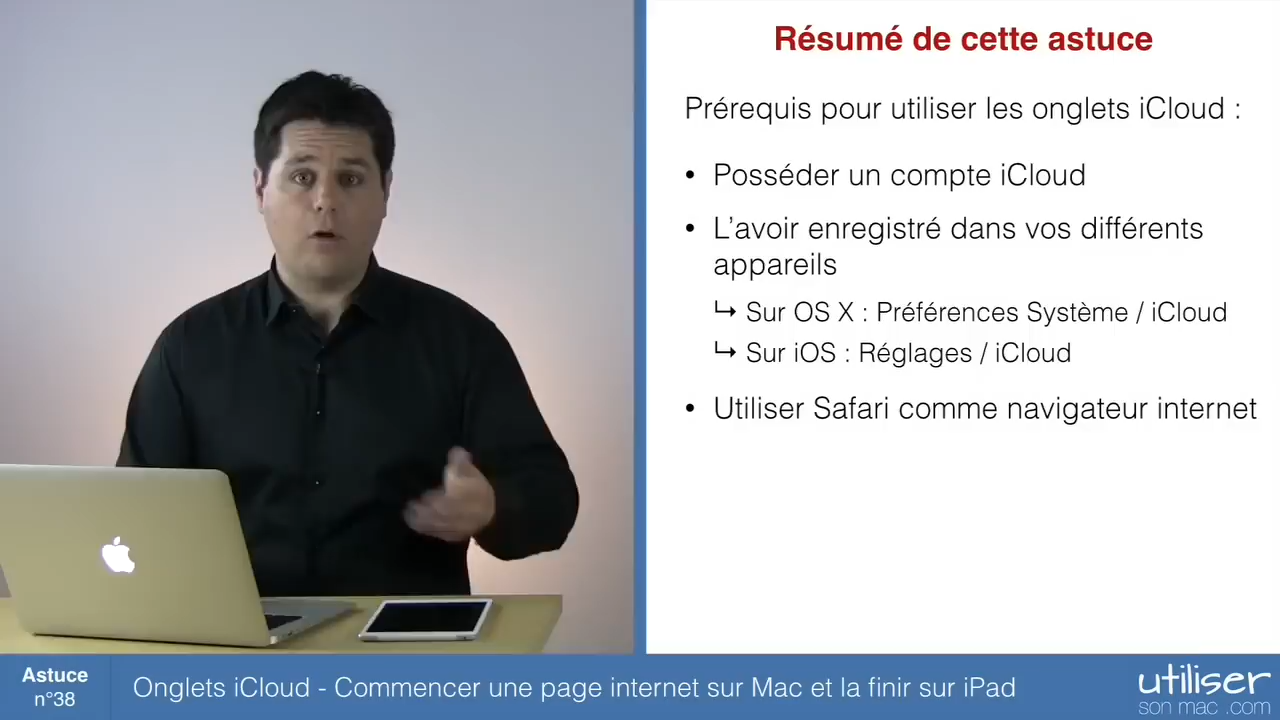 Résumé de cette astuce
Prérequis pour utiliser les onglets iCloud :
• Posséder un compte iCloud
• L’avoir enregistré dans vos différents
appareils
↳ Sur OS X : Préférences Système / iCloud
↳ Sur iOS : Réglages / iCloud
• Utiliser Safari comme navigateur internet
Astuce
n°38
Onglets iCloud - Commencer une page internet sur Mac et la finir sur iPad
utiliser
son mac .com